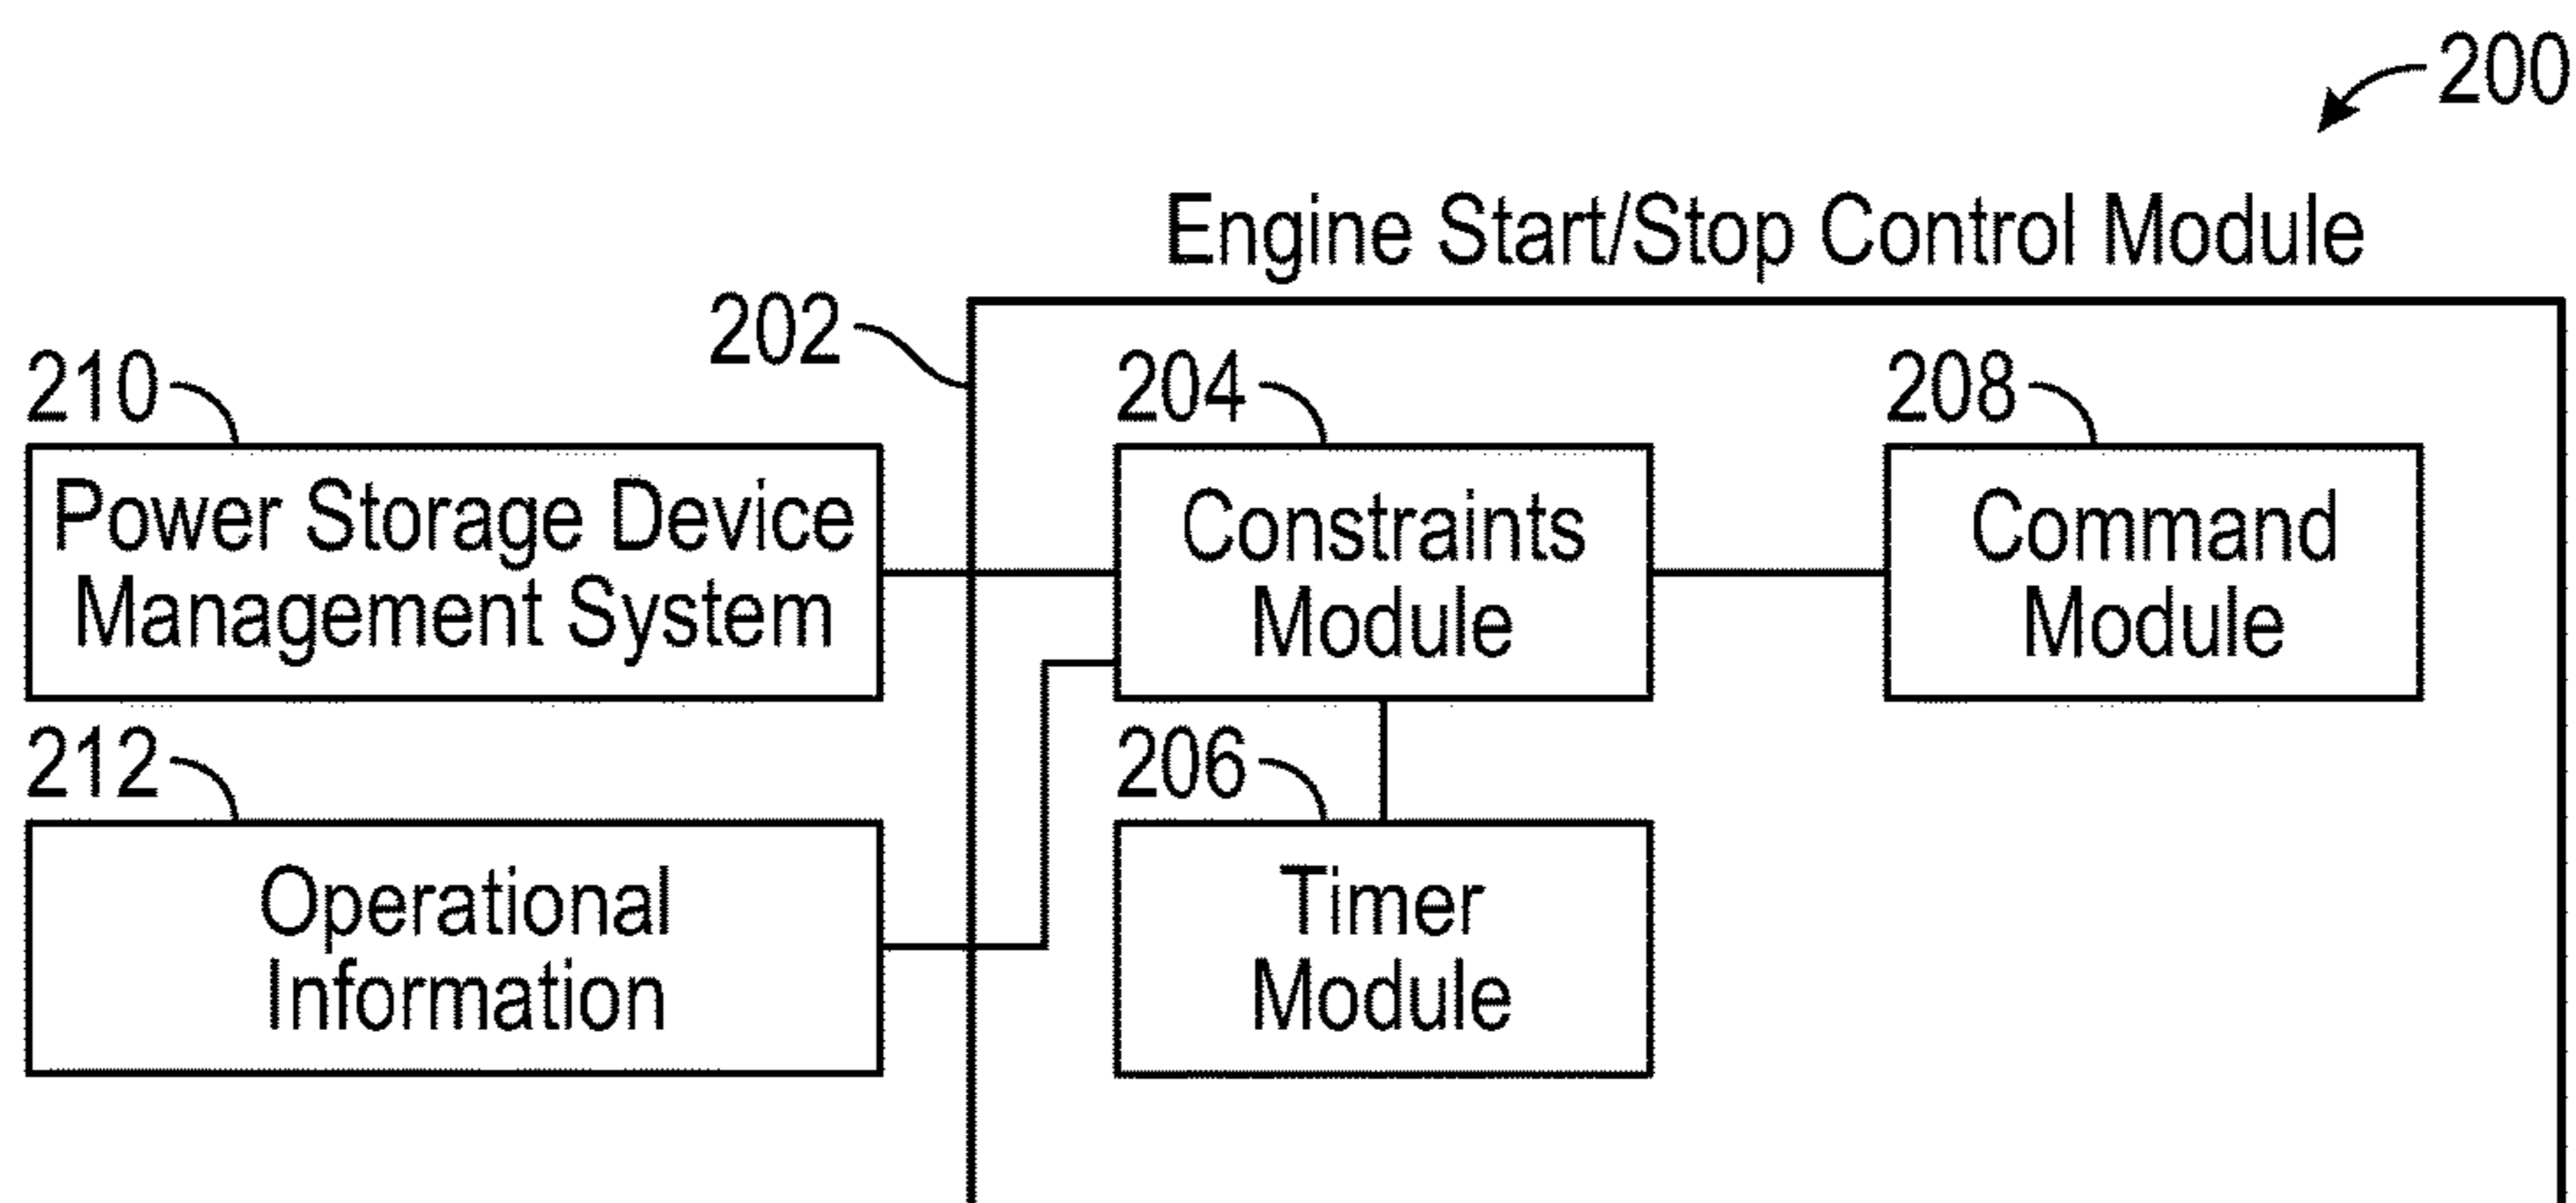 200
Engine Start/Stop Control Module
202
210
204
208
Power Storage Device
Management System
Constraints
Module
Command
Module
212
206
Operational
Information
Timer
Module